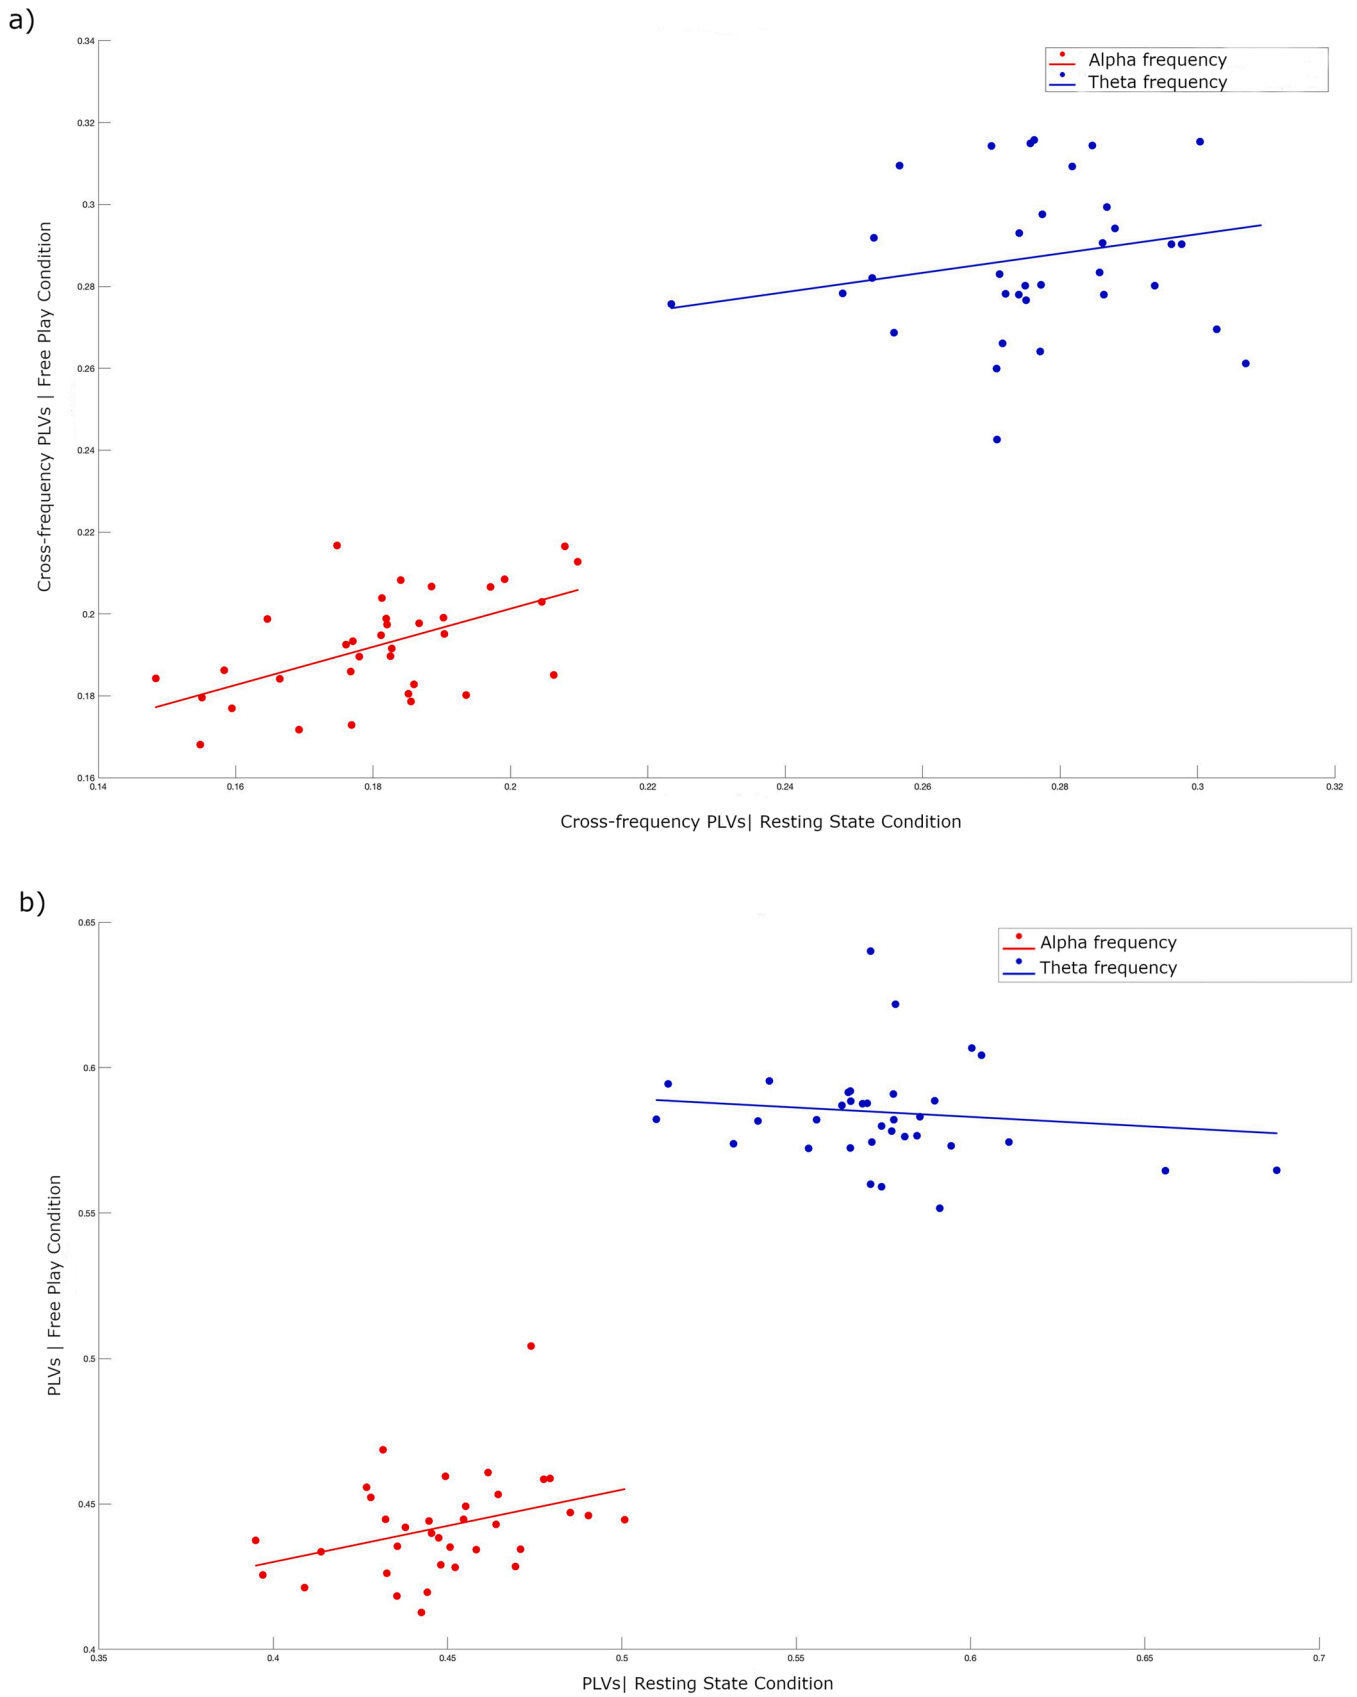 a)
0.34
0.32
0.3
0.28
0.26
0.24
0.22
0.2
0.18
0.16
Cross-frequency PLVs | Free Play Condition
Alpha frequency
Theta frequency
0.14 0.16 0.18 0.2 0.22 0.24 0.26 0.28 0.3 0.32
Cross-frequency PLVs| Resting State Condition
b)
0.65
0.6
0.55
0.5
0.45
0.4
PLVs | Free Play Condition
Alpha frequency
Theta frequency
0.35 0.4 0.45 0.5 0.55 0.6 0.65 0.7
PLVs| Resting State Condition